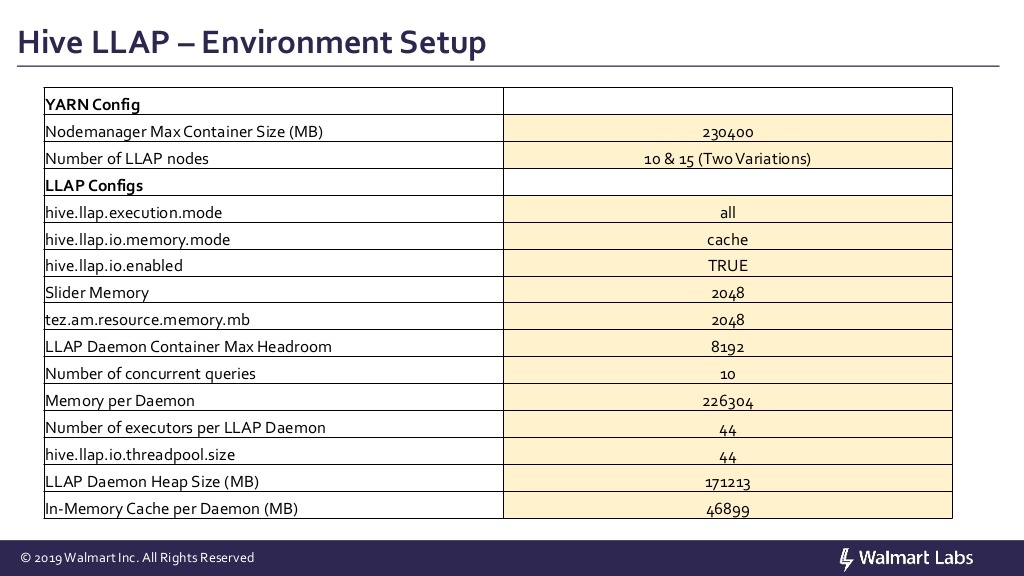 Hive LLAP – Environment Setup
YARN Config
Nodemanager Max Container Size (MB) 230400
Number of LLAP nodes 10 & 15 (Two Variations)
LLAP Configs
hive.llap.execution.mode all
hive.llap.io.memory.mode cache
hive.llap.io.enabled TRUE
Slider Memory 2048
tez.am.resource.memory.mb 2048
LLAP Daemon Container Max Headroom 8192
Number of concurrent queries 10
Memory per Daemon 226304
Number of executors per LLAP Daemon 44
hive.llap.io.threadpool.size 44
LLAP Daemon Heap Size (MB) 171213
In-Memory Cache per Daemon (MB) 46899
© 2019 Walmart Inc. All Rights Reserved
Walmart Labs